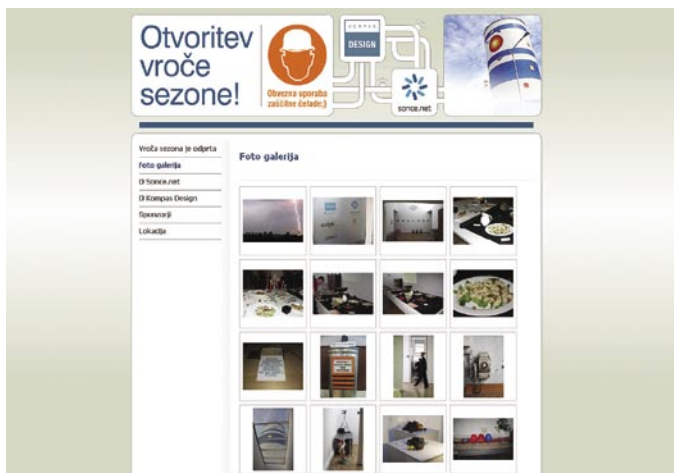 Otvoritev
vroče
sezone!
Obvezna uporaba
zaščitne čelade;)
KOMPAS
DESIGN
sonce.net
Vroča sezona je odprta
Foto galerija
O Sonce.net
O Kompas Design
Sponzorji
Lokacija
Foto galerija